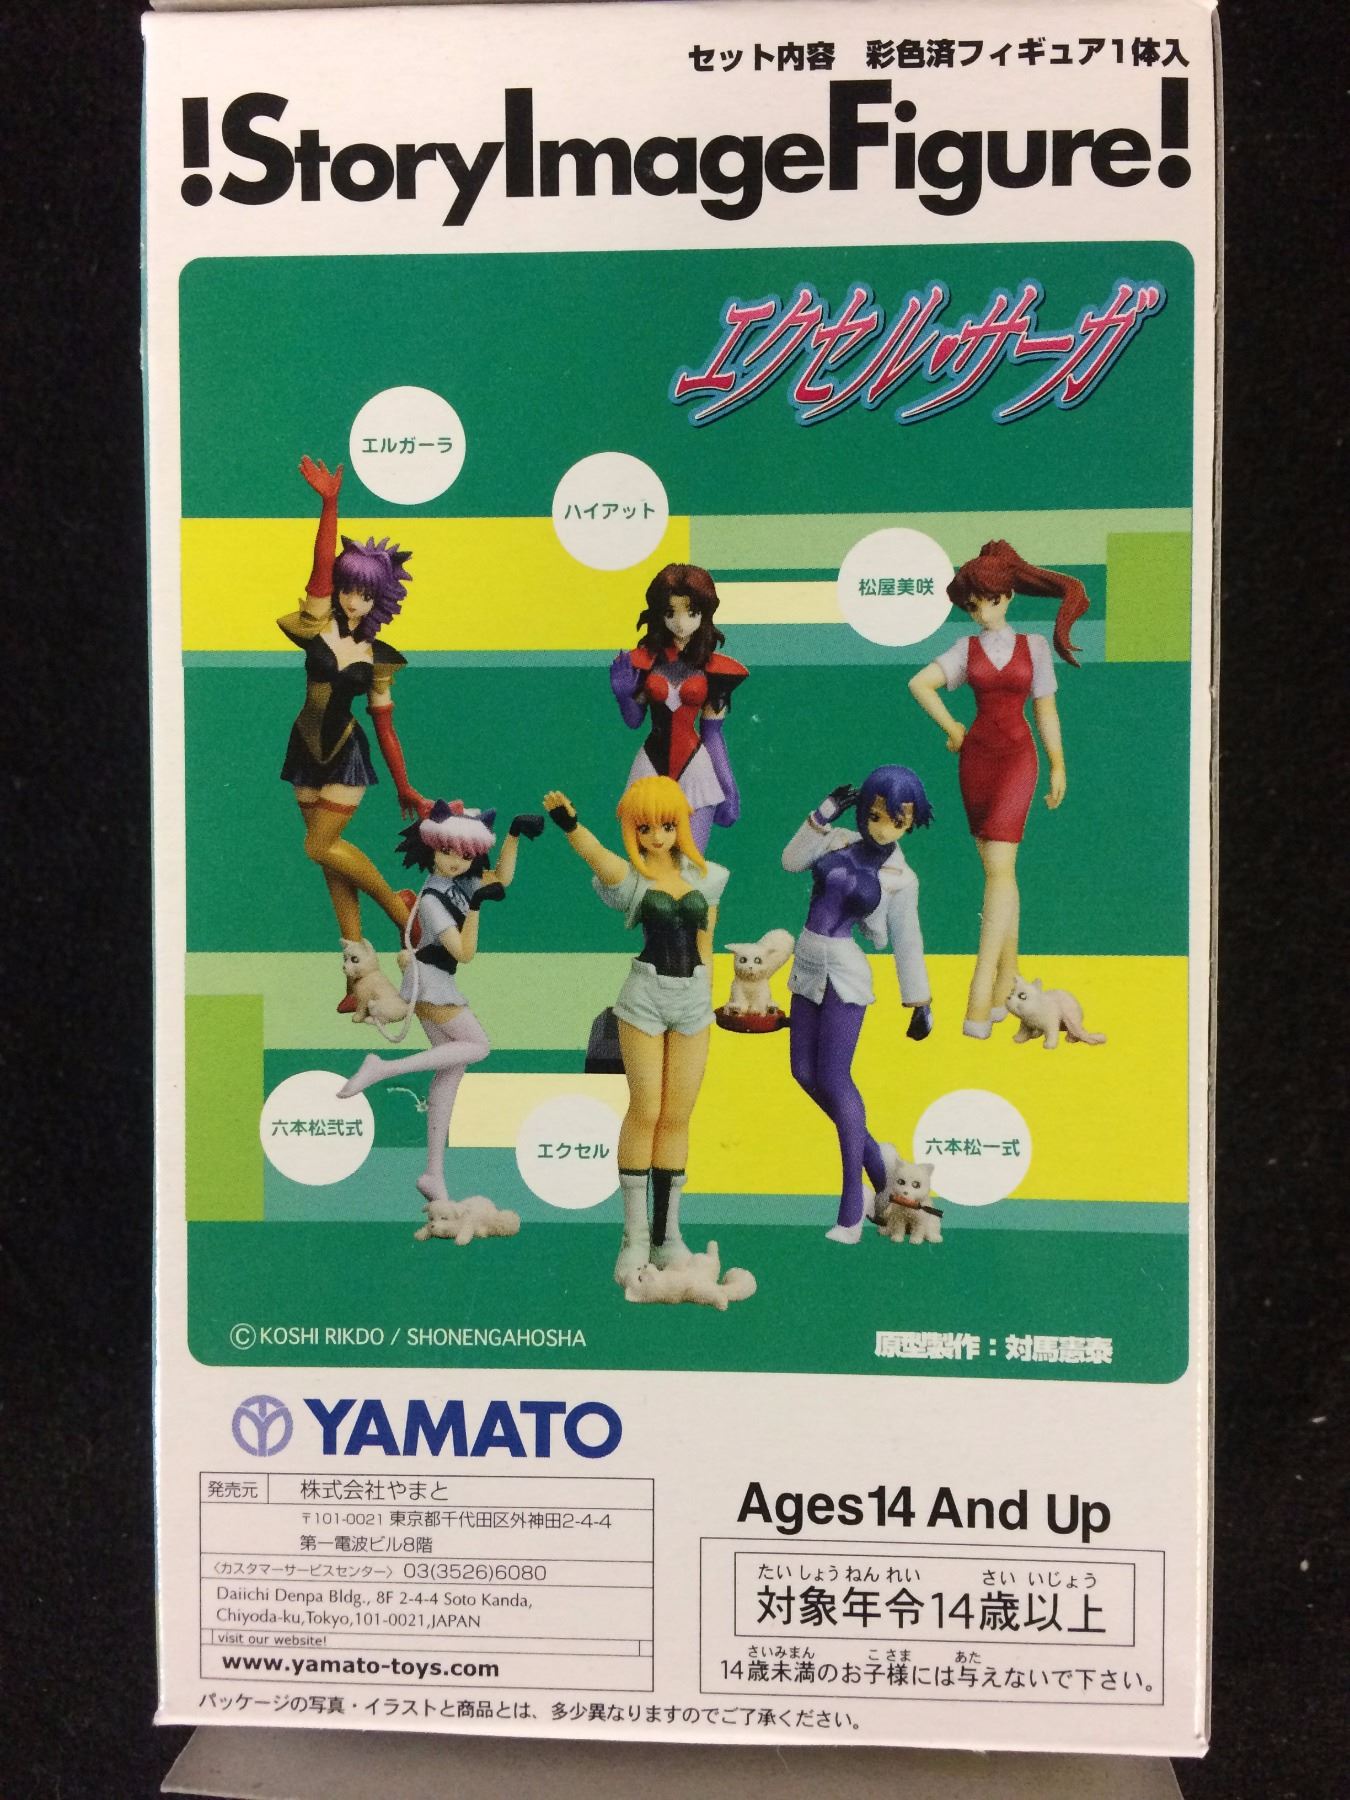 セット内容　彩色済フィギュア1体入
!StoryImageFigure!
エクセル・サーガ
エルガーラ
ハイアット
松屋美咲
六本松弐式
エクセル
六本松一式
©KOSHI RIKDO / SHONENGAHOSHA
原型製作：対馬憲泰
YAMATO
発売元 株式会社やまと
〒101-0021 東京都千代田区外神田2-4-4
第一電波ビル8階
〈カスタマーサービスセンター〉 03(3526)6080
Daiichi Denpa Bldg., 8F 2-4-4 Soto Kanda,
Chiyoda-ku,Tokyo,101-0021,JAPAN
visit our website!
www.yamato-toys.com
Ages14 And Up
たいしょうねんれい さいいじょう
対象年令14歳以上
さいみまん こさま あた
14歳未満のお子様には与えないで下さい。
パッケージの写真・イラストと商品とは、多少異なりますのでご了承ください。